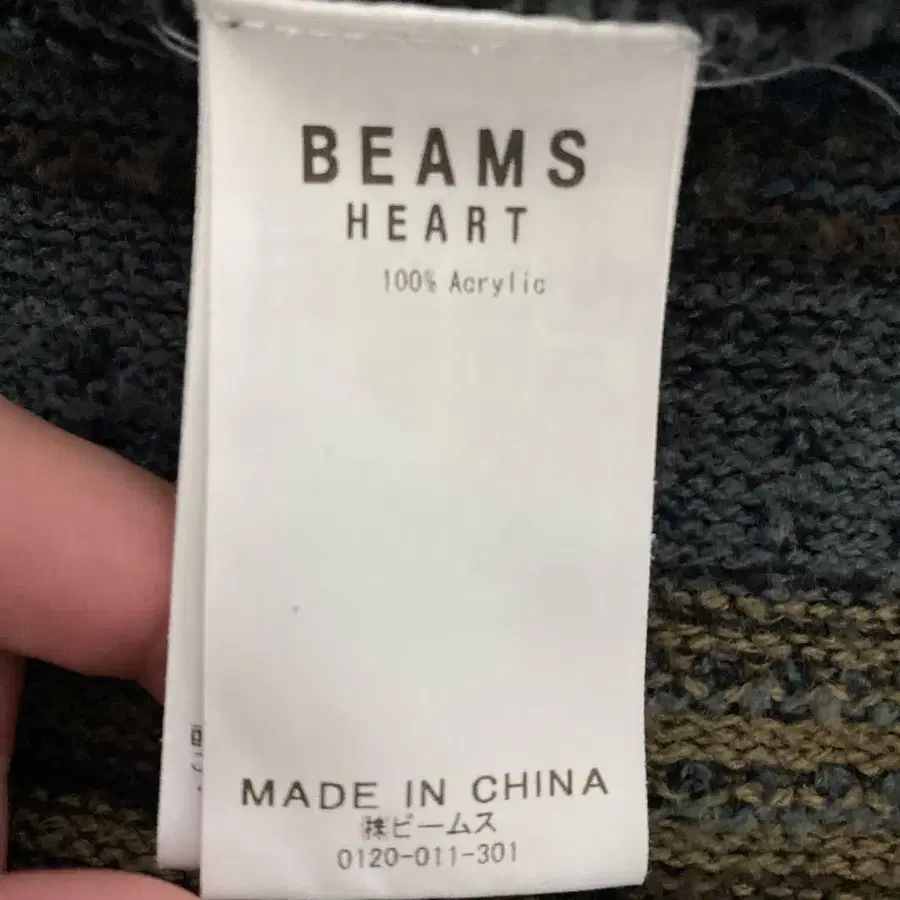 BEAMS
HEART
100% Acrylic
MADE IN CHINA
㈱ビームス
0120-011-301